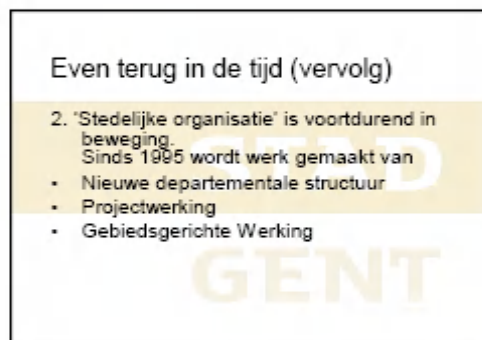 Even terug in de tijd (vervolg)
2. 'Stedelijke organisatie' is voortdurend in
beweging.
Sinds 1995 wordt werk gemaakt van
• Nieuwe departementale structuur
• Projectwerking
• Gebiedsgerichte Werking
STAD
GENT